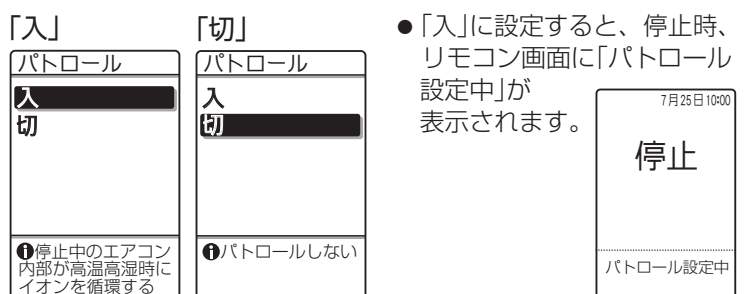 「入」
パトロール
入
切
❶停止中のエアコン
内部が高温高湿時に
イオンを循環する
「切」
パトロール
入
切
❶パトロールしない
●「入」に設定すると、停止時、
リモコン画面に「パトロール
設定中」が
表示されます。
7月25日10:00
停止
パトロール設定中